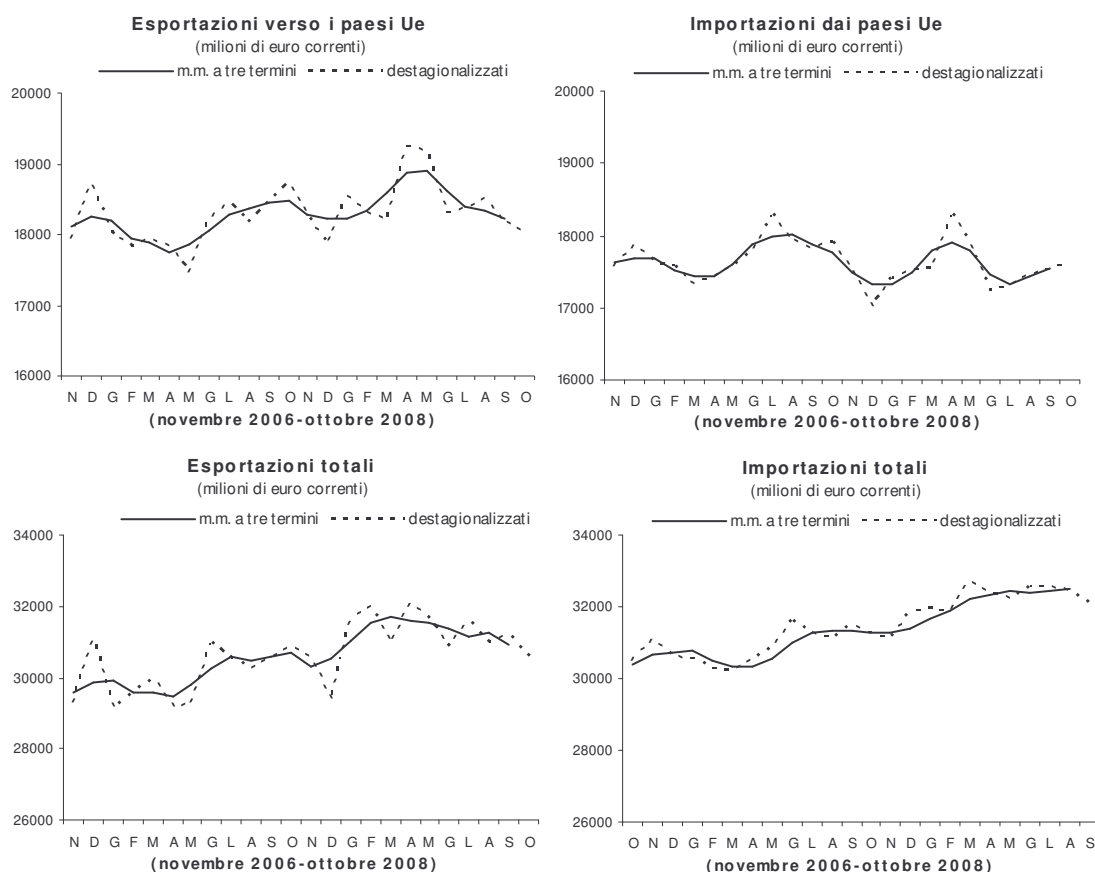 Esportazioni verso i paesi Ue
(milioni di euro correnti)
m.m. a tre termini destagionalizzati
20000
19000
18000
17000
16000
N D G F M A M G L A S O N D G F M A M G L A S O
(novembre 2006-ottobre 2008)
Importazioni dai paesi Ue
(milioni di euro correnti)
m.m. a tre termini destagionalizzati
20000
19000
18000
17000
16000
N D G F M A M G L A S O N D G F M A M G L A S O
(novembre 2006-ottobre 2008)
Esportazioni totali
(milioni di euro correnti)
m.m. a tre termini destagionalizzati
34000
32000
30000
28000
26000
N D G F M A M G L A S O N D G F M A M G L A S O
(novembre 2006-ottobre 2008)
Importazioni totali
(milioni di euro correnti)
m.m. a tre termini destagionalizzati
34000
32000
30000
28000
26000
O N D G F M A M G L A S O N D G F M A M G L A S
(novembre 2006-ottobre 2008)